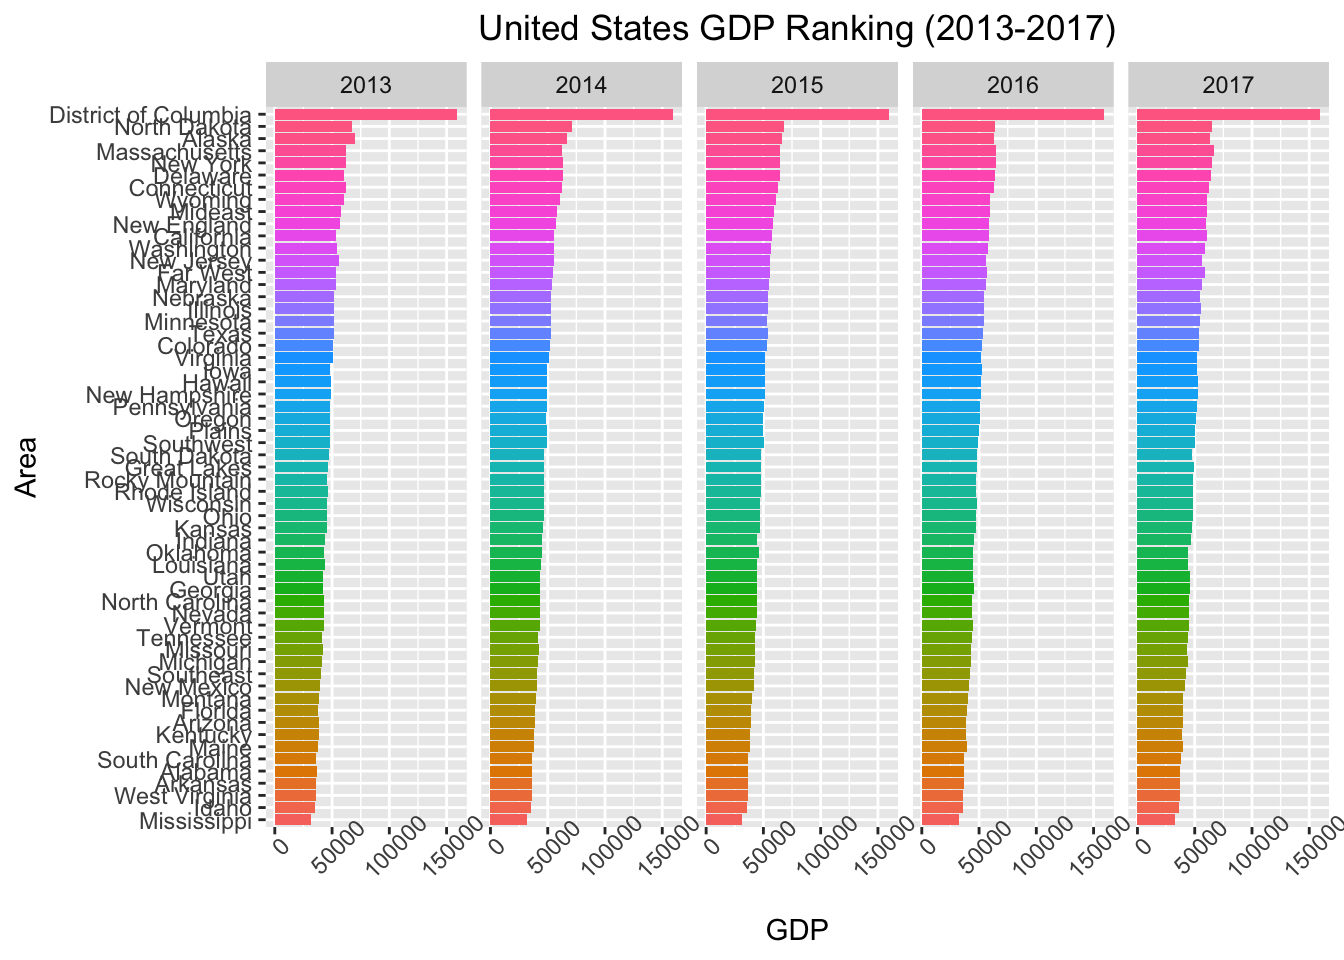 United States GDP Ranking (2013-2017)
2013 2014 2015 2016 2017
District of Columbia
North Dakota
Alaska
Massachusetts
New York
Delaware
Connecticut
Wyoming
Mideast
New England
California
Washington
New Jersey
Far West
Maryland
Nebraska
Illinois
Minnesota
Texas
Colorado
Virginia
Iowa
Hawaii
New Hampshire
Pennsylvania
Oregon
Plains
Southwest
South Dakota
Great Lakes
Rocky Mountain
Rhode Island
Wisconsin
Ohio
Kansas
Indiana
Oklahoma
Louisiana
Utah
Georgia
North Carolina
Nevada
Vermont
Tennessee
Missouri
Michigan
Southeast
New Mexico
Montana
Florida
Arizona
Kentucky
Maine
South Carolina
Alabama
Arkansas
West Virginia
Idaho
Mississippi
Area
0 50000 100000 150000 0 50000 100000 150000 0 50000 100000 150000 0 50000 100000 150000 0 50000 100000 150000
GDP